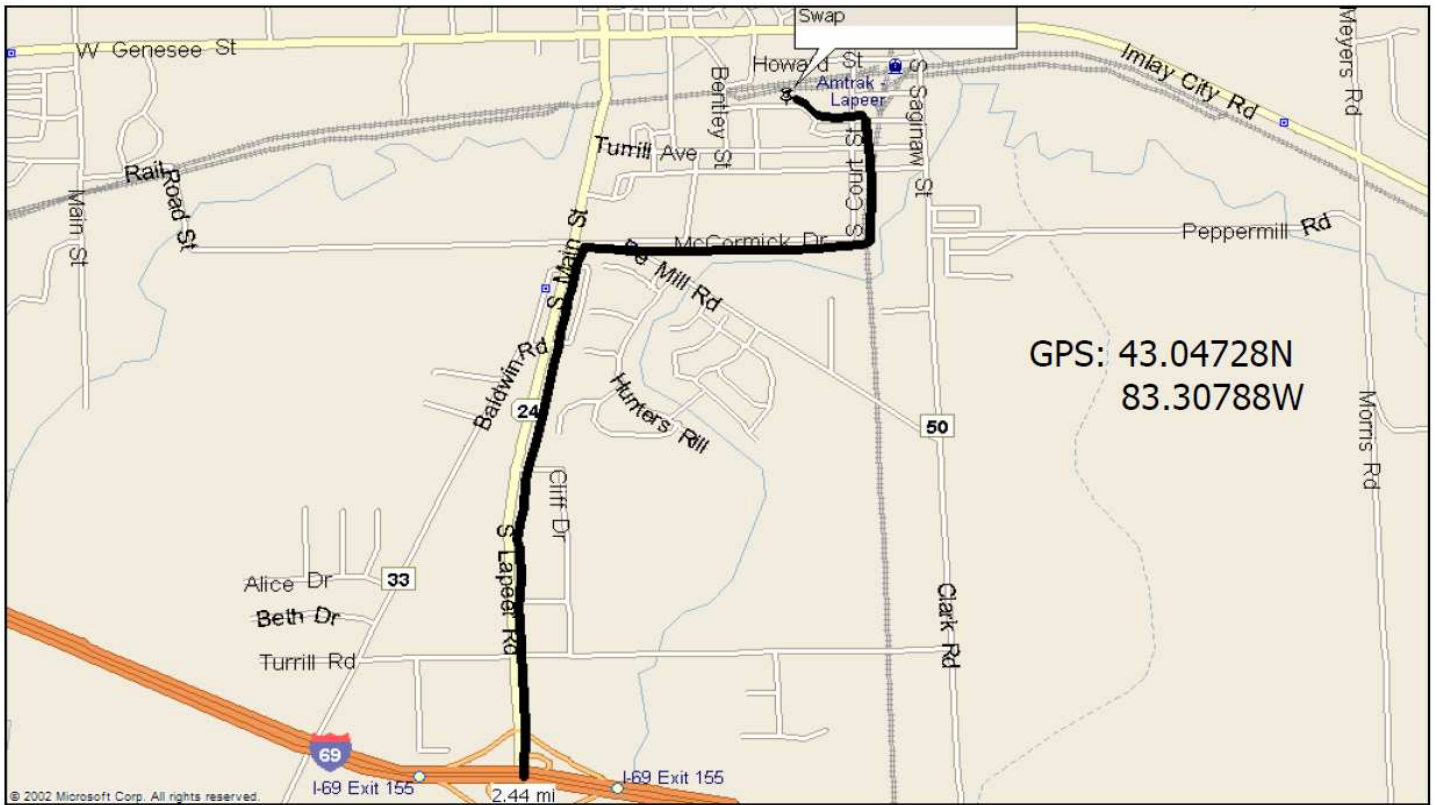 Swap
W Genesee St
Howard St
Amtrak - Lapeer
Imlay City Rd
Meyers Rd
Bentley St
S Saginaw St
Turrill Ave
S Court St
Rail Road St
Main St
S Main St
McCormick Dr
Peppermill Rd
Mill Rd
GPS: 43.04728N
83.30788W
Baldwin Rd
24
Hunters Rill
50
Morris Rd
Cliff Dr
S Lapeer Rd
Alice Dr
33
Beth Dr
Clark Rd
Turrill Rd
69
I-69 Exit 155
I-69 Exit 155
2.44 mi
© 2002 Microsoft Corp. All rights reserved.